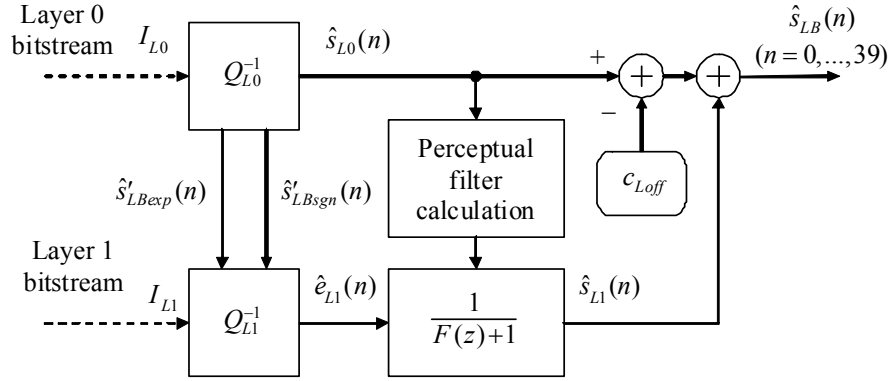 Layer 0
bitstream
I_{L0}
Q_{L0}^{-1}
ŝ_{L0}(n)
+
+
+
ŝ_{LB}(n)
(n = 0,...,39)
−
Perceptual
filter
calculation
c_{Loff}
ŝ′_{LBexp}(n)
ŝ′_{LBsgn}(n)
Layer 1
bitstream
I_{L1}
Q_{L1}^{-1}
ê_{L1}(n)
1
F(z)+1
ŝ_{L1}(n)